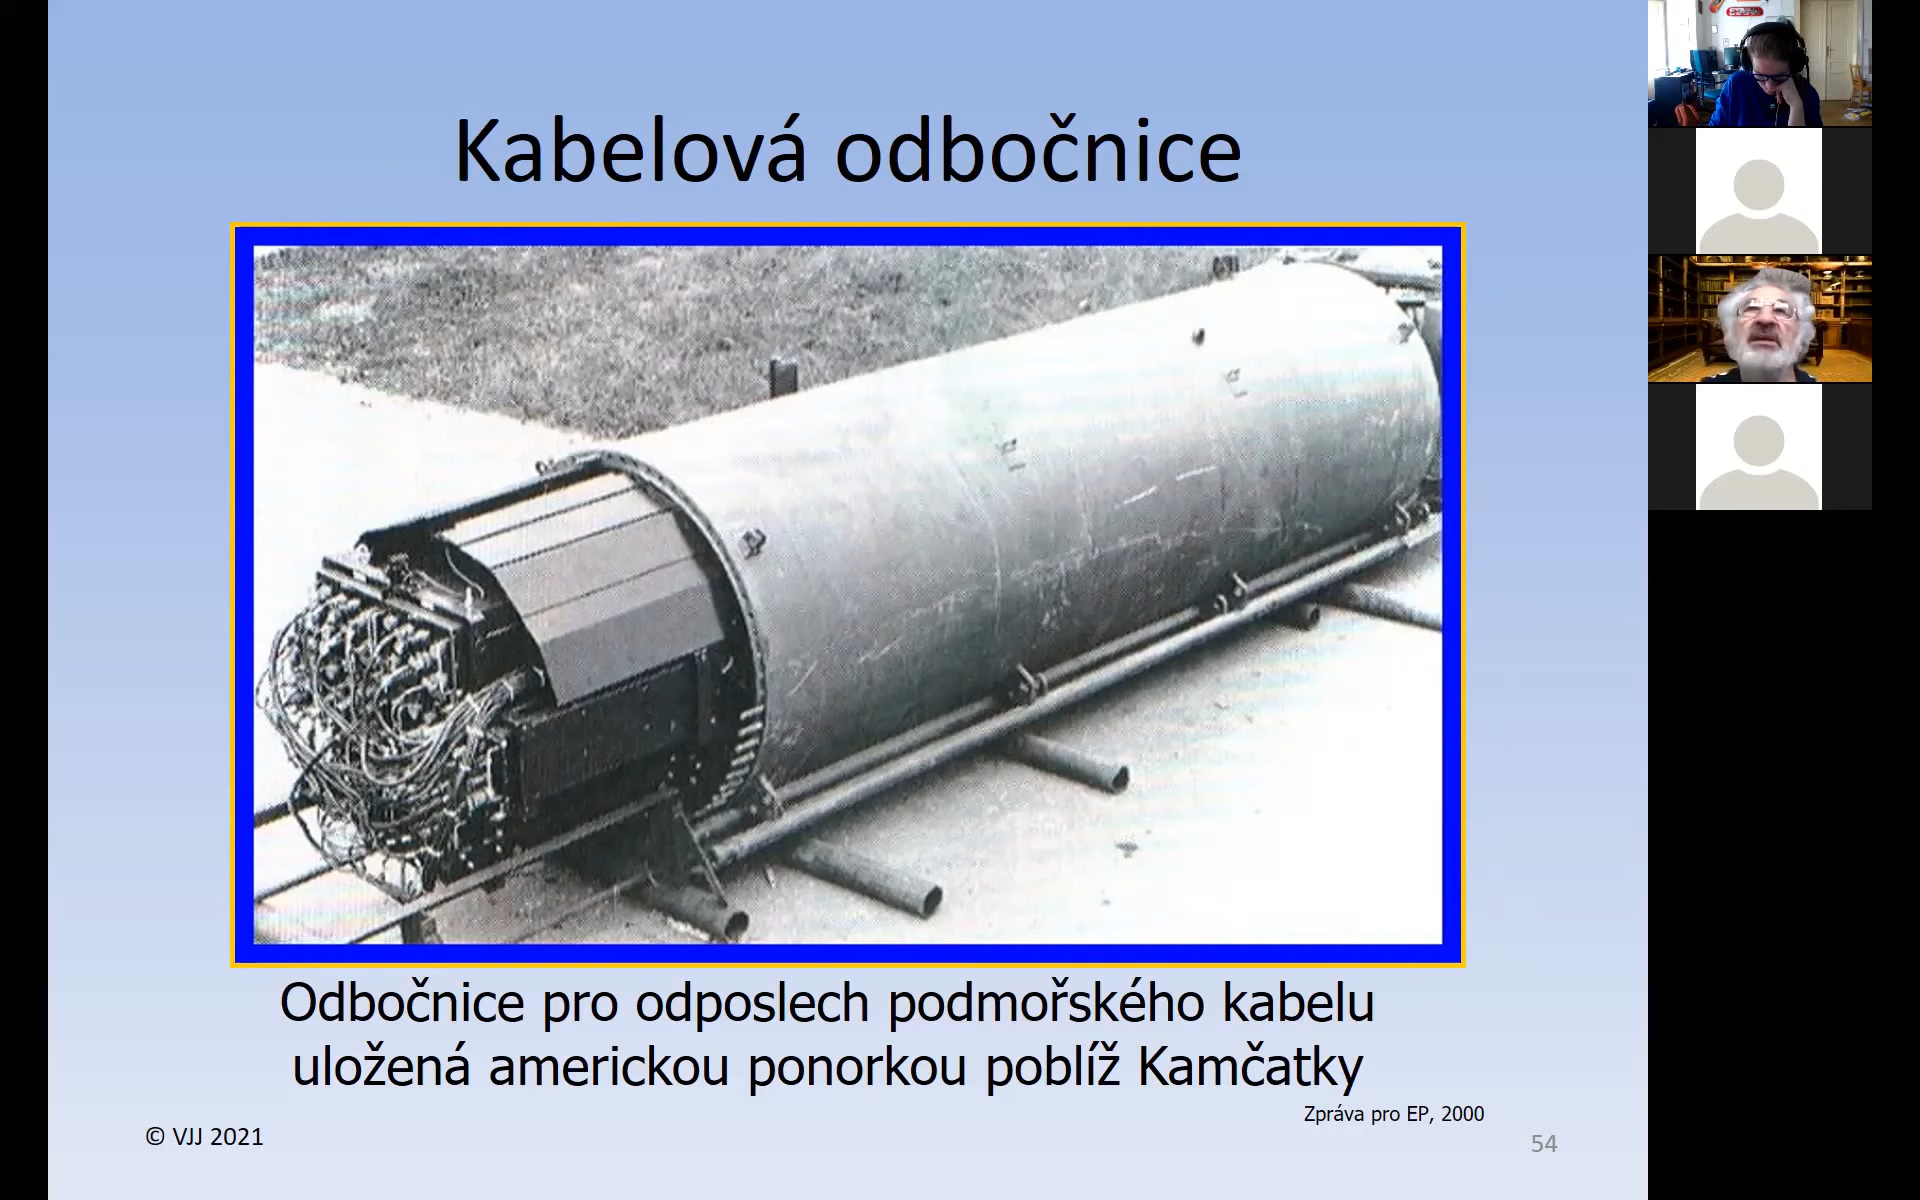 Kabelová odbočnice
Odbočnice pro odposlech podmořského kabelu
uložená americkou ponorkou poblíž Kamčatky
Zpráva pro EP, 2000
© VJJ 2021
54